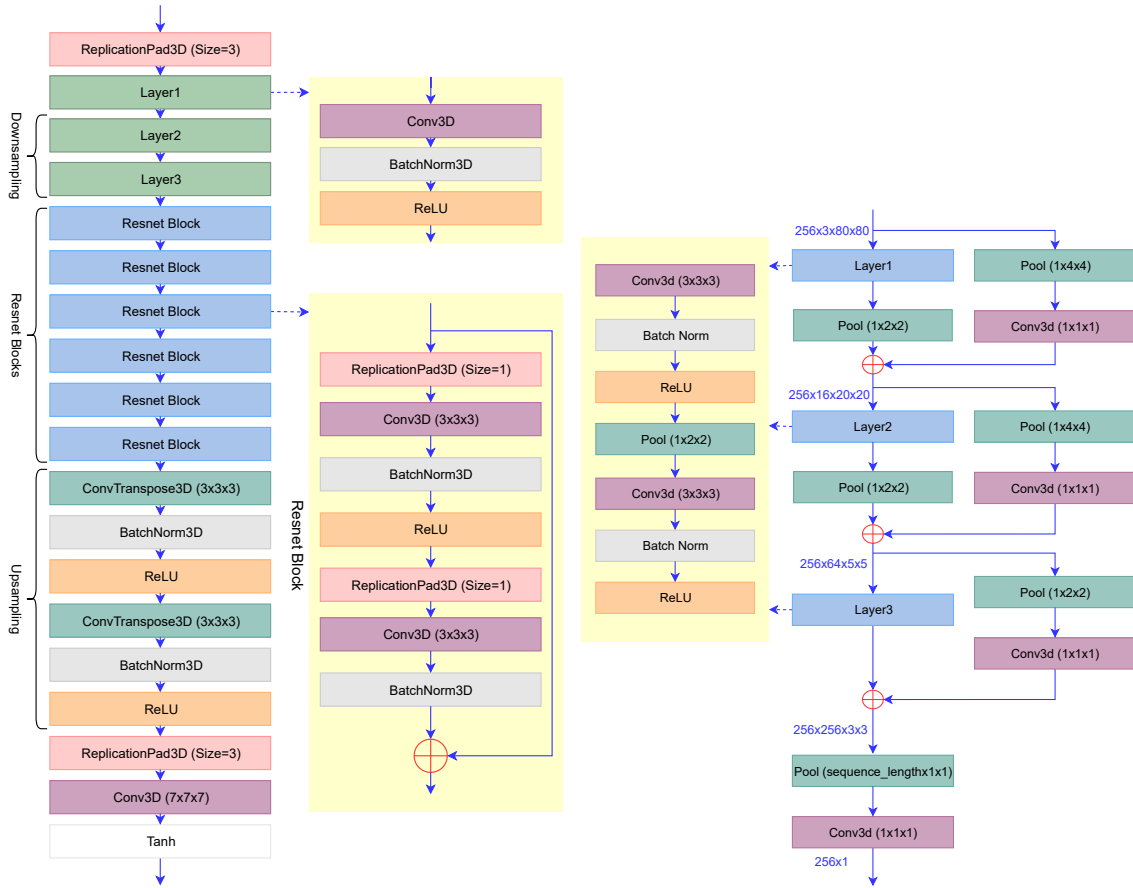 ReplicationPad3D (Size=3)
Layer1
Layer2
Layer3
Downsampling
Resnet Block
Resnet Block
Resnet Block
Resnet Block
Resnet Block
Resnet Block
Resnet Blocks
ConvTranspose3D (3x3x3)
BatchNorm3D
ReLU
ConvTranspose3D (3x3x3)
BatchNorm3D
ReLU
Upsampling
ReplicationPad3D (Size=3)
Conv3D (7x7x7)
Tanh
Conv3D
BatchNorm3D
ReLU
Resnet Block
ReplicationPad3D (Size=1)
Conv3D (3x3x3)
BatchNorm3D
ReLU
ReplicationPad3D (Size=1)
Conv3D (3x3x3)
BatchNorm3D
Conv3d (3x3x3)
Batch Norm
ReLU
Pool (1x2x2)
Conv3d (3x3x3)
Batch Norm
ReLU
256x3x80x80
Layer1
Pool (1x4x4)
Pool (1x2x2)
Conv3d (1x1x1)
256x16x20x20
Layer2
Pool (1x4x4)
Pool (1x2x2)
Conv3d (1x1x1)
256x64x5x5
Layer3
Pool (1x2x2)
Conv3d (1x1x1)
256x256x3x3
Pool (sequence_lengthx1x1)
Conv3d (1x1x1)
256x1